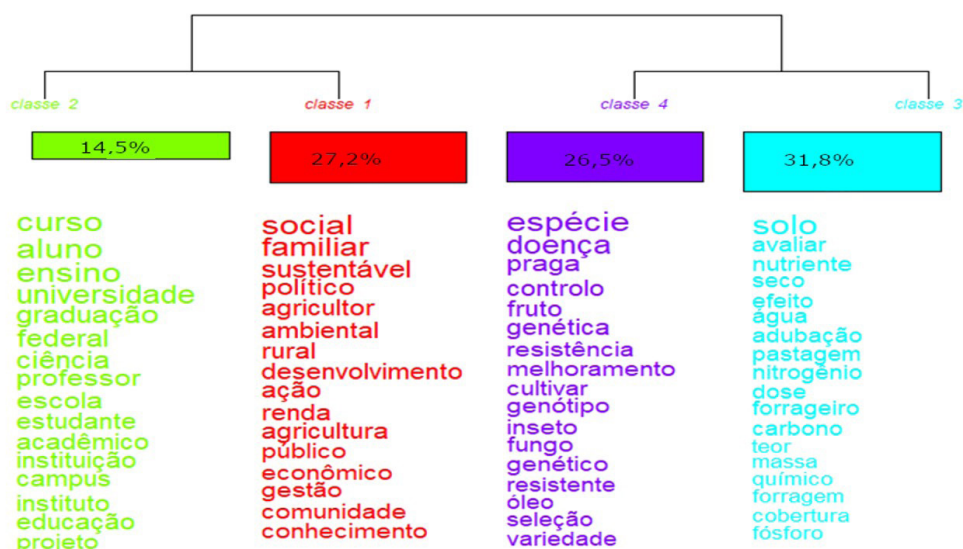 classe 2
classe 1
classe 4
classe 3
14,5%
27,2%
26,5%
31,8%
curso
aluno
ensino
universidade
graduação
federal
ciência
professor
escola
estudante
acadêmico
instituição
campus
instituto
educação
projeto
social
familiar
sustentável
político
agricultor
ambiental
rural
desenvolvimento
ação
renda
agricultura
público
econômico
gestão
comunidade
conhecimento
espécie
doença
praga
controlo
fruto
genética
resistência
melhoramento
cultivar
genótipo
inseto
fungo
genético
resistente
óleo
seleção
variedade
solo
avaliar
nutriente
seco
efeito
água
adubação
pastagem
nitrogênio
dose
forrageiro
carbono
teor
massa
químico
forragem
cobertura
fósforo